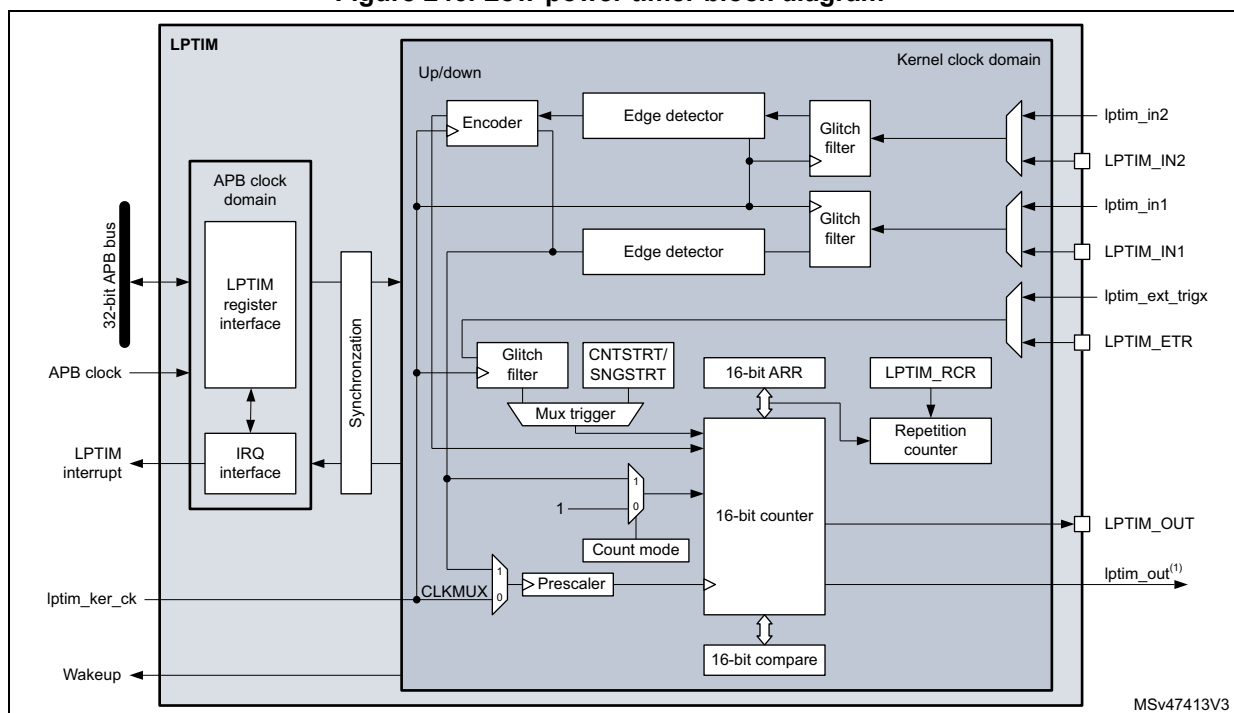 Figure Low-power timer block diagram
LPTIM
Kernel clock domain
Up/down
Encoder
Edge detector
Glitch
filter
lptim_in2
LPTIM_IN2
APB clock
domain
lptim_in1
Glitch
filter
Edge detector
LPTIM_IN1
32-bit APB bus
LPTIM
register
interface
Synchronzation
lptim_ext_trigx
LPTIM_ETR
Glitch
filter
CNTSTRT/
SNGSTRT
16-bit ARR
LPTIM_RCR
APB clock
Mux trigger
Repetition
counter
LPTIM
interrupt
IRQ
interface
1
0
1
16-bit counter
LPTIM_OUT
Count mode
1
0
CLKMUX
Prescaler
lptim_out(1)
lptim_ker_ck
16-bit compare
Wakeup
MSv47413V3